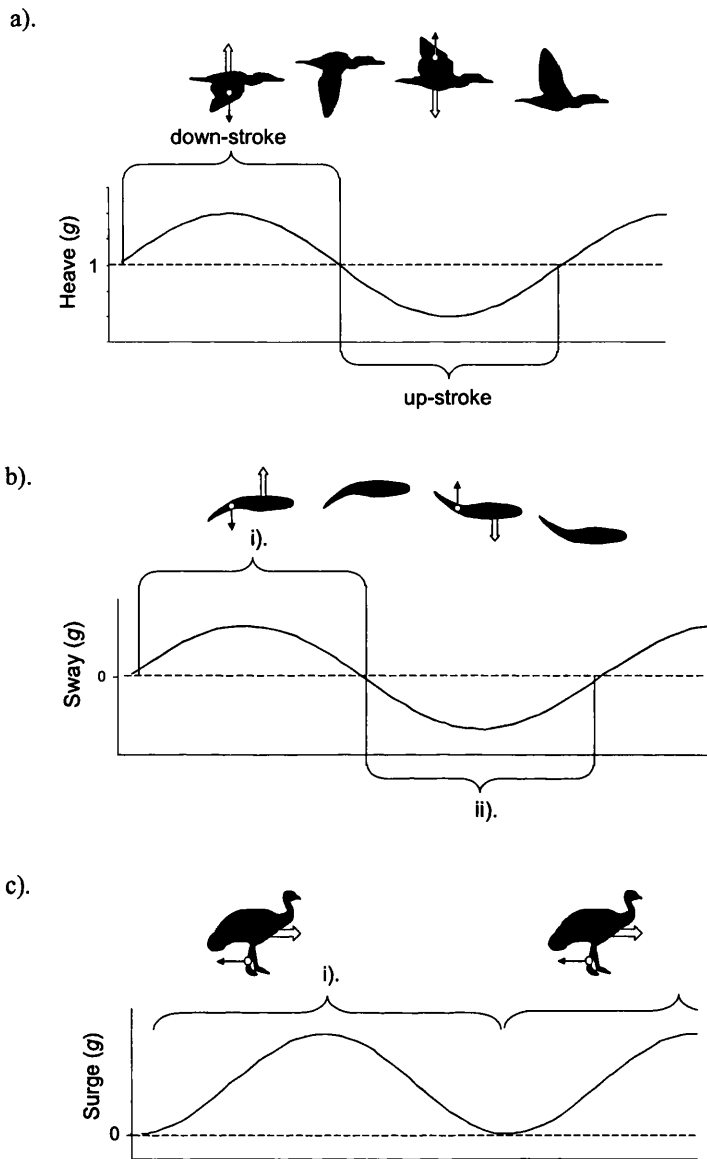 a).
down-stroke
Heave (g)
1
up-stroke
b).
i).
Sway (g)
0
ii).
c).
i).
Surge (g)
0